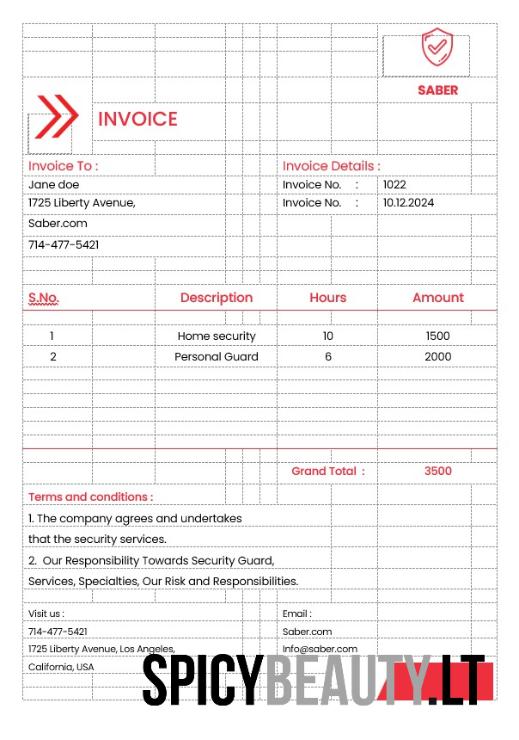 SABER
INVOICE
Invoice To :
Invoice Details :
Jane doe
Invoice No. : 1022
1725 Liberty Avenue,
Invoice No. : 10.12.2024
Saber.com
714-477-5421
S.No. Description Hours Amount
1 Home security 10 1500
2 Personal Guard 6 2000
Grand Total : 3500
Terms and conditions :
1. The company agrees and undertakes
that the security services.
2. Our Responsibility Towards Security Guard,
Services, Specialties, Our Risk and Responsibilities.
Visit us :
Email :
714-477-5421
Saber.com
1725 Liberty Avenue, Los Angeles,
Info@saber.com
California, USA
SPICYBEAUTY.LT